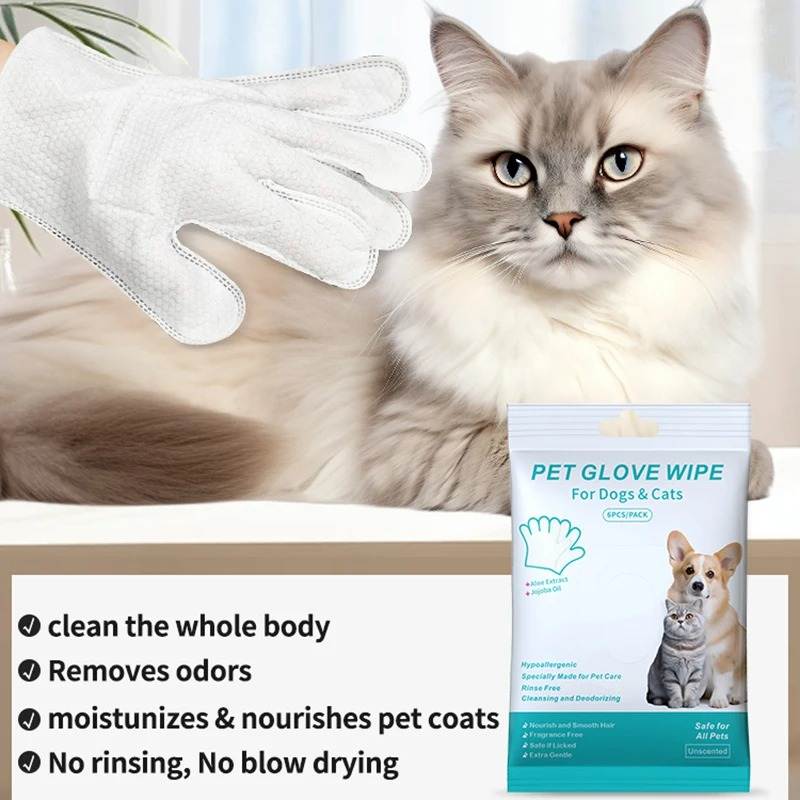 PET GLOVE WIPE
For Dogs & Cats
6PCS/PACK
Aloe Extract
Jojoba Oil
Hypoallergenic
Specially Made for Pet Care
Rinse Free
Cleansing and Deodorizing
Nourish and Smooth Hair
Fragrance Free
Safe if Licked
Extra Gentle
Safe for
All Pets
Unscented
clean the whole body
Removes odors
moistunizes & nourishes pet coats
No rinsing, No blow drying